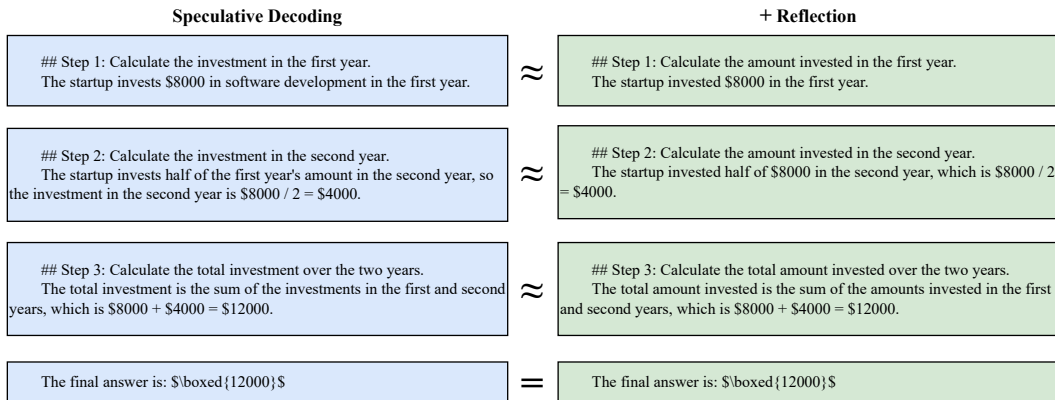 Speculative Decoding
+ Reflection
## Step 1: Calculate the investment in the first year.
The startup invests $8000 in software development in the first year.
≈
## Step 1: Calculate the amount invested in the first year.
The startup invested $8000 in the first year.
## Step 2: Calculate the investment in the second year.
The startup invests half of the first year's amount in the second year, so
the investment in the second year is $8000 / 2 = $4000.
≈
## Step 2: Calculate the amount invested in the second year.
The startup invested half of $8000 in the second year, which is $8000 / 2
= $4000.
## Step 3: Calculate the total investment over the two years.
The total investment is the sum of the investments in the first and second
years, which is $8000 + $4000 = $12000.
≈
## Step 3: Calculate the total amount invested over the two years.
The total amount invested is the sum of the amounts invested in the first
and second years, which is $8000 + $4000 = $12000.
The final answer is: $\boxed{12000}$
=
The final answer is: $\boxed{12000}$